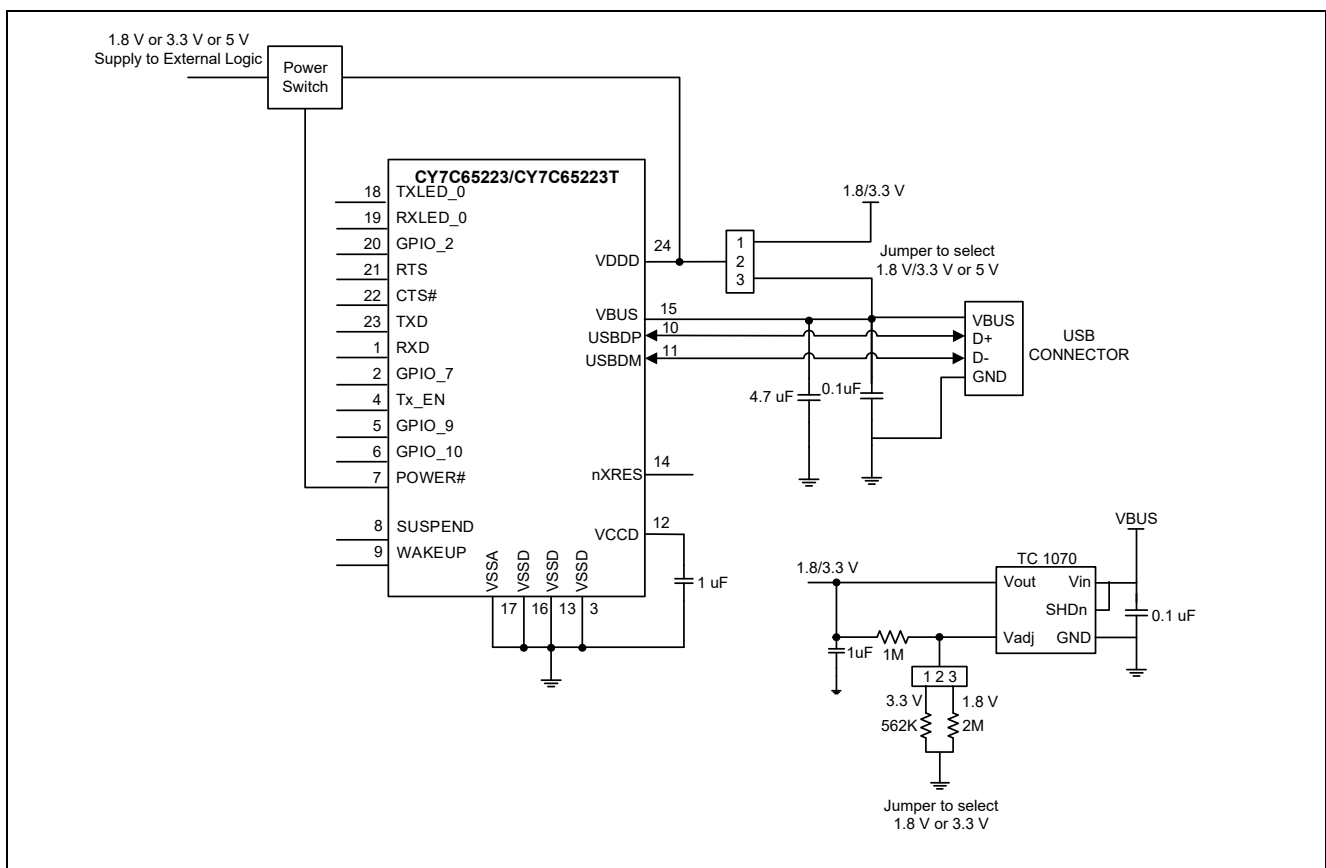 1.8 V or 3.3 V or 5 V
Supply to External Logic
Power
Switch
CY7C65223/CY7C65223T
18 TXLED_0
19 RXLED_0
20 GPIO_2
21 RTS
22 CTS#
23 TXD
1 RXD
2 GPIO_7
4 Tx_EN
5 GPIO_9
6 GPIO_10
7 POWER#
8 SUSPEND
9 WAKEUP
VDDD 24
VBUS 15
USBDP 10
USBDM 11
nXRES 14
VCCD 12
1 uF
VSSA
VSSD
VSSD
VSSD
17 16 13 3
1
2
3
1.8/3.3 V
Jumper to select
1.8 V/3.3 V or 5 V
VBUS
D+
D-
GND
USB
CONNECTOR
4.7 uF
0.1uF
VBUS
TC 1070
1.8/3.3 V
Vout Vin
SHDn
Vadj GND
0.1 uF
1uF
1M
1 2 3
3.3 V
1.8 V
562K
2M
Jumper to select
1.8 V or 3.3 V